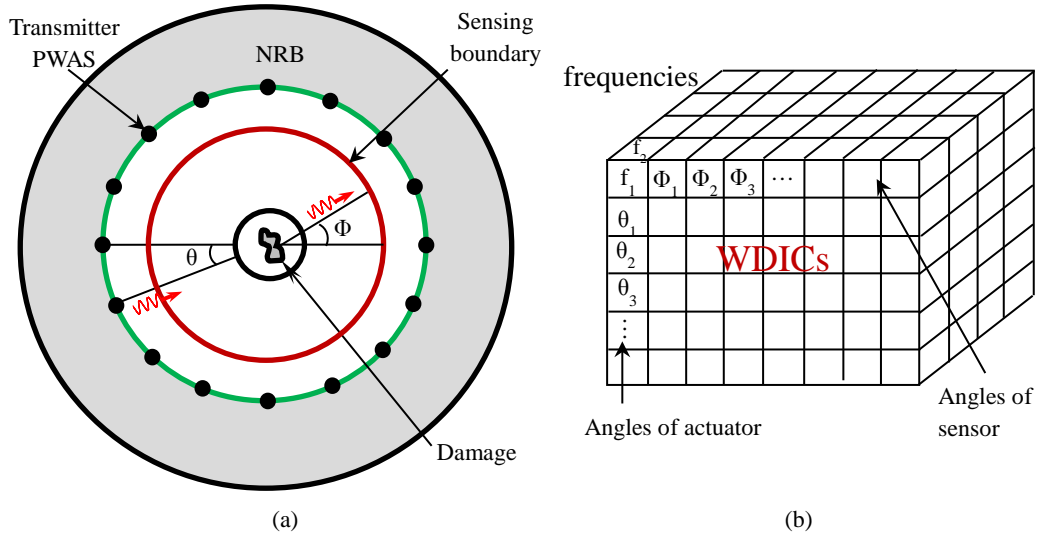 Transmitter
PWAS
NRB
Sensing
boundary
θ
Φ
Damage
(a)
frequencies
f2
f1 Φ1 Φ2 Φ3 ...
θ1
θ2
WDICs
θ3
⋮
Angles of actuator
Angles of
sensor
(b)